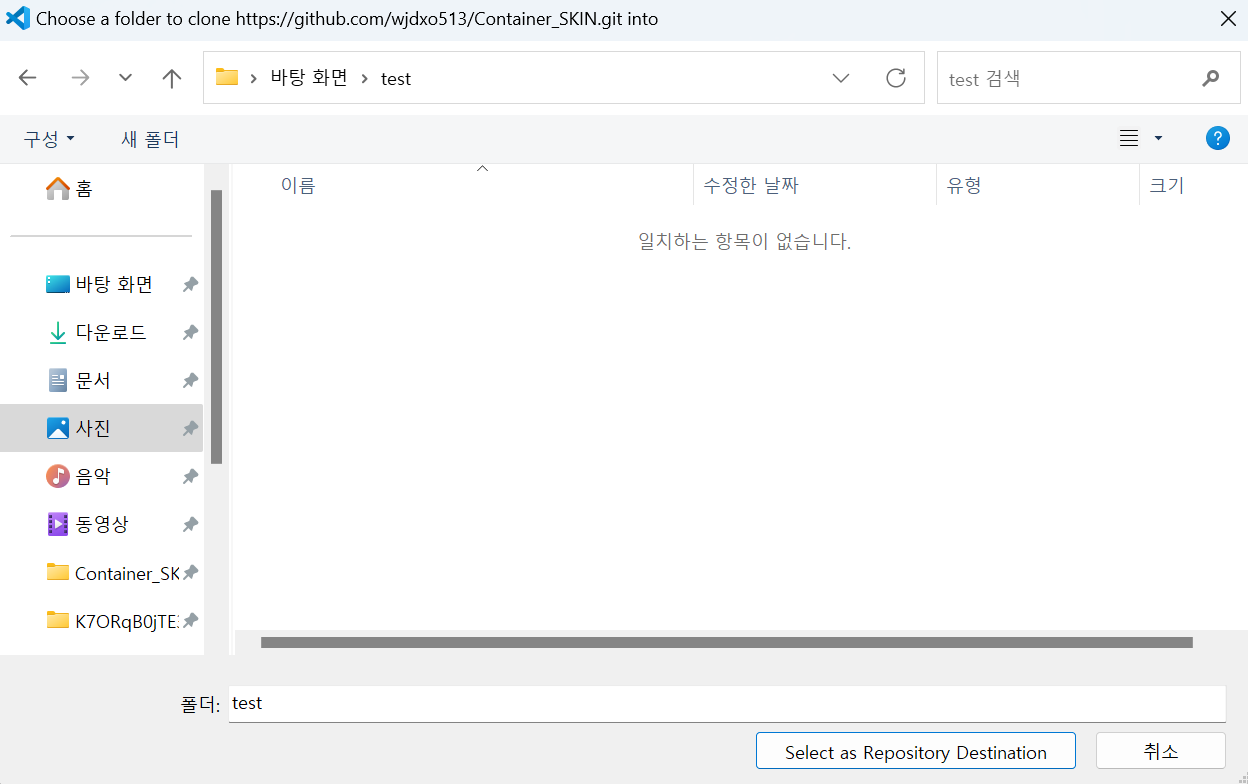 Choose a folder to clone https://github.com/wjdxo513/Container_SKIN.git into
바탕 화면 > test
test 검색
구성
새 폴더
?
홈
이름
수정한 날짜
유형
크기
일치하는 항목이 없습니다.
바탕 화면
다운로드
문서
사진
음악
동영상
Container_SK
K7ORqB0jTE
폴더: test
Select as Repository Destination
취소